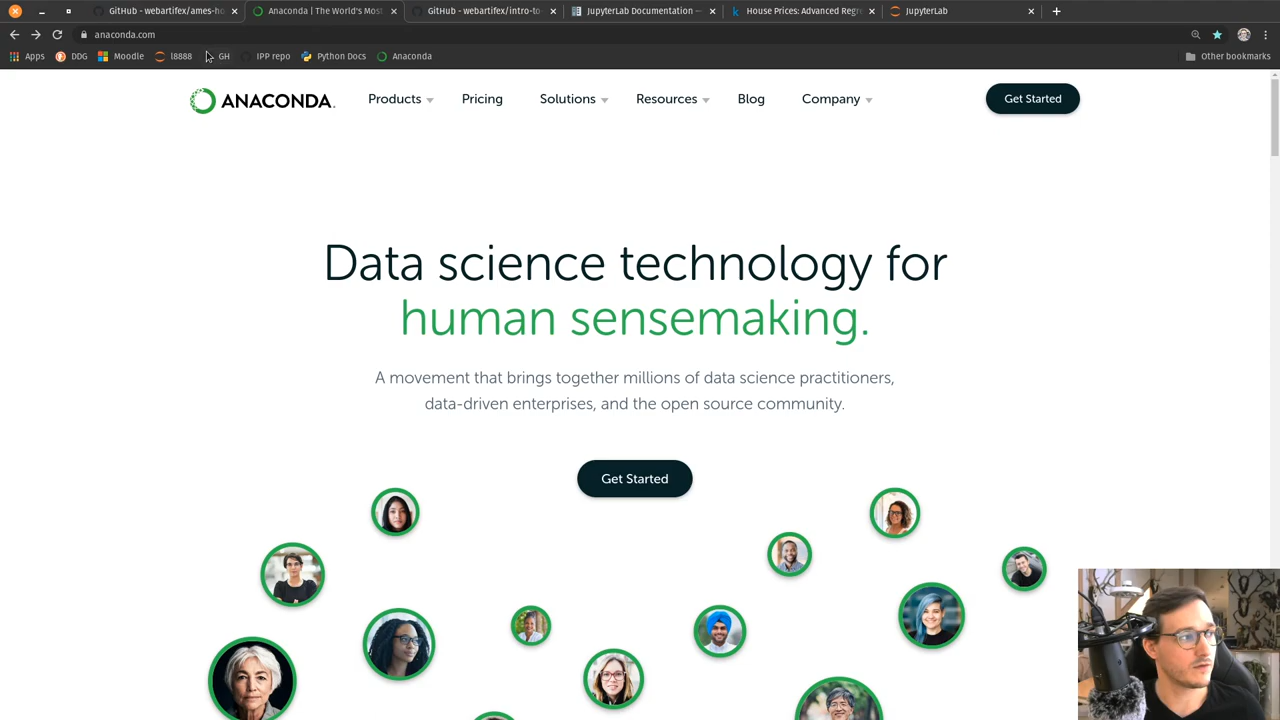 GitHub - webartifex/ames-ho
Anaconda | The World's Most
GitHub - webartifex/intro-to
JupyterLab Documentation —
House Prices: Advanced Regre
JupyterLab
anaconda.com
Apps
DDG
Moodle
l8888
GH
IPP repo
Python Docs
Anaconda
Other bookmarks
ANACONDA.
Products
Pricing
Solutions
Resources
Blog
Company
Get Started
Data science technology for
human sensemaking.
A movement that brings together millions of data science practitioners,
data-driven enterprises, and the open source community.
Get Started